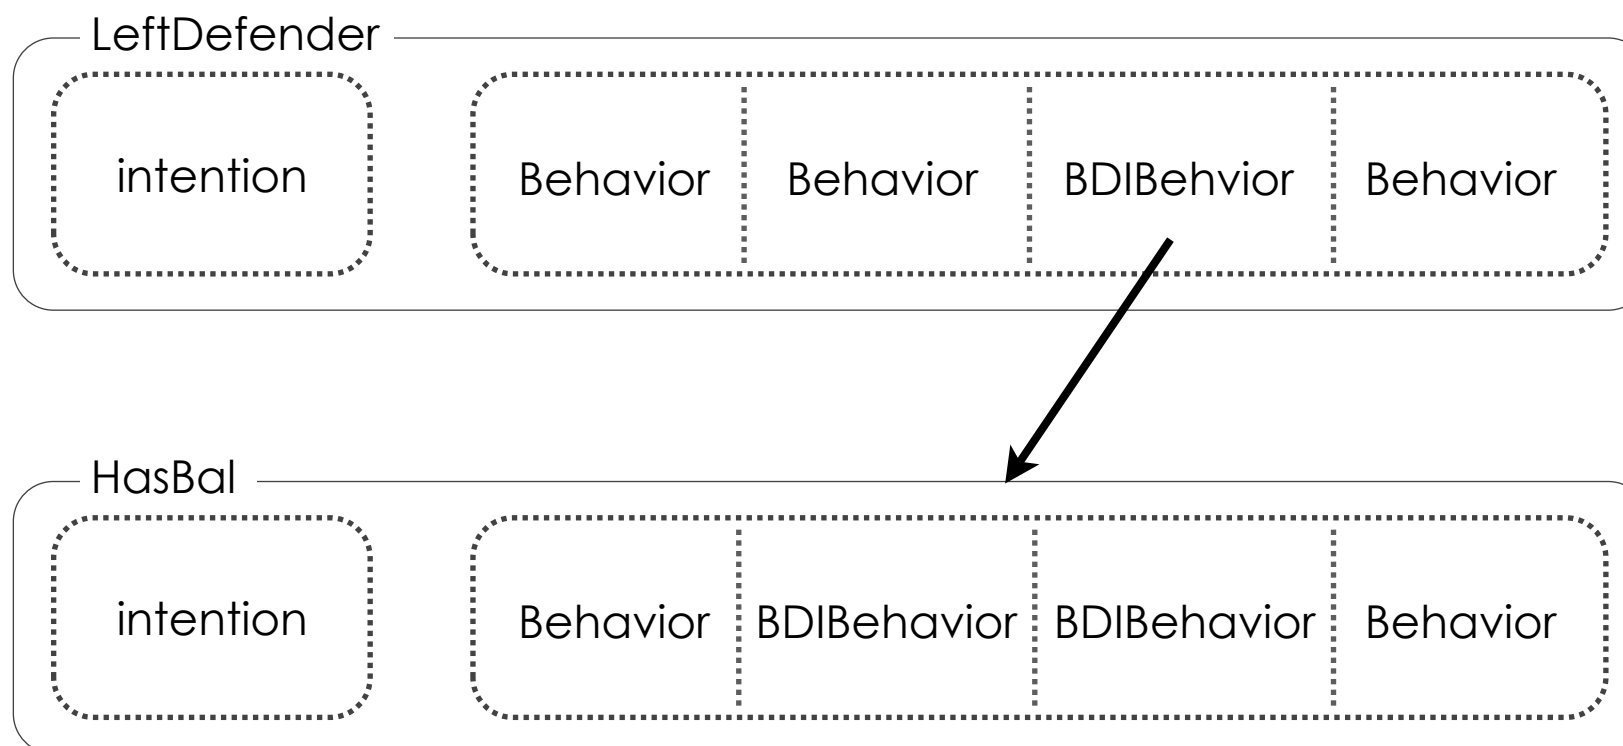 LeftDefender
intention Behavior Behavior BDIBehvior Behavior
HasBal
intention Behavior BDIBehavior BDIBehavior Behavior